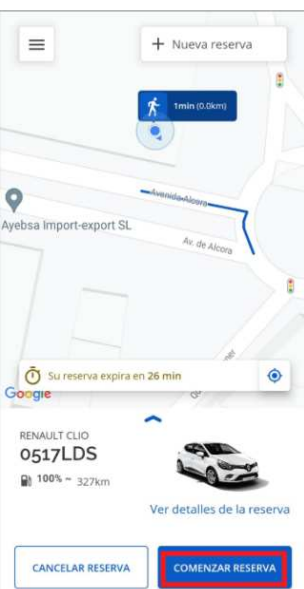 + Nueva reserva
1min (0.0km)
Avenida Alcora
Ayebsa Import-export SL
Av. de Alcora
Su reserva expira en 26 min
Google
RENAULT CLIO
0517LDS
100% ~ 327km
Ver detalles de la reserva
CANCELAR RESERVA
COMENZAR RESERVA